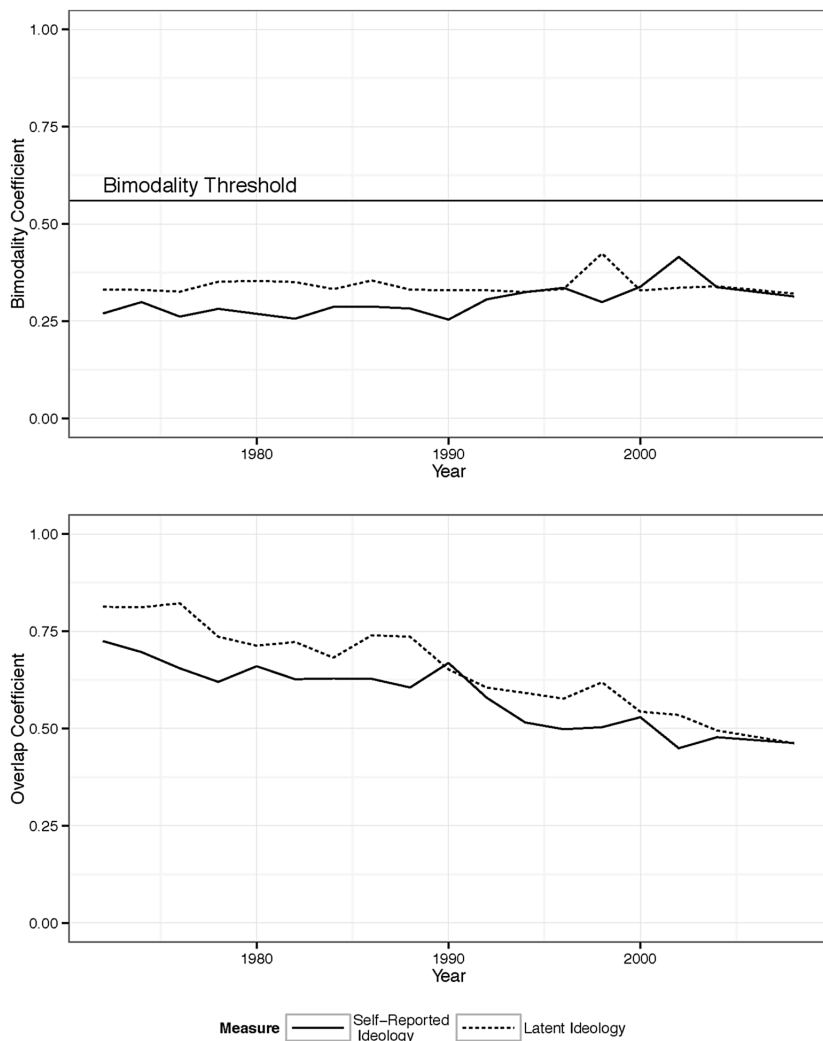 1.00
0.75
0.50
0.25
0.00
Bimodality Coefficient
Bimodality Threshold
1980
1990
2000
Year
1.00
0.75
0.50
0.25
0.00
Overlap Coefficient
1980
1990
2000
Year
Measure
Self-Reported
Ideology
Latent Ideology